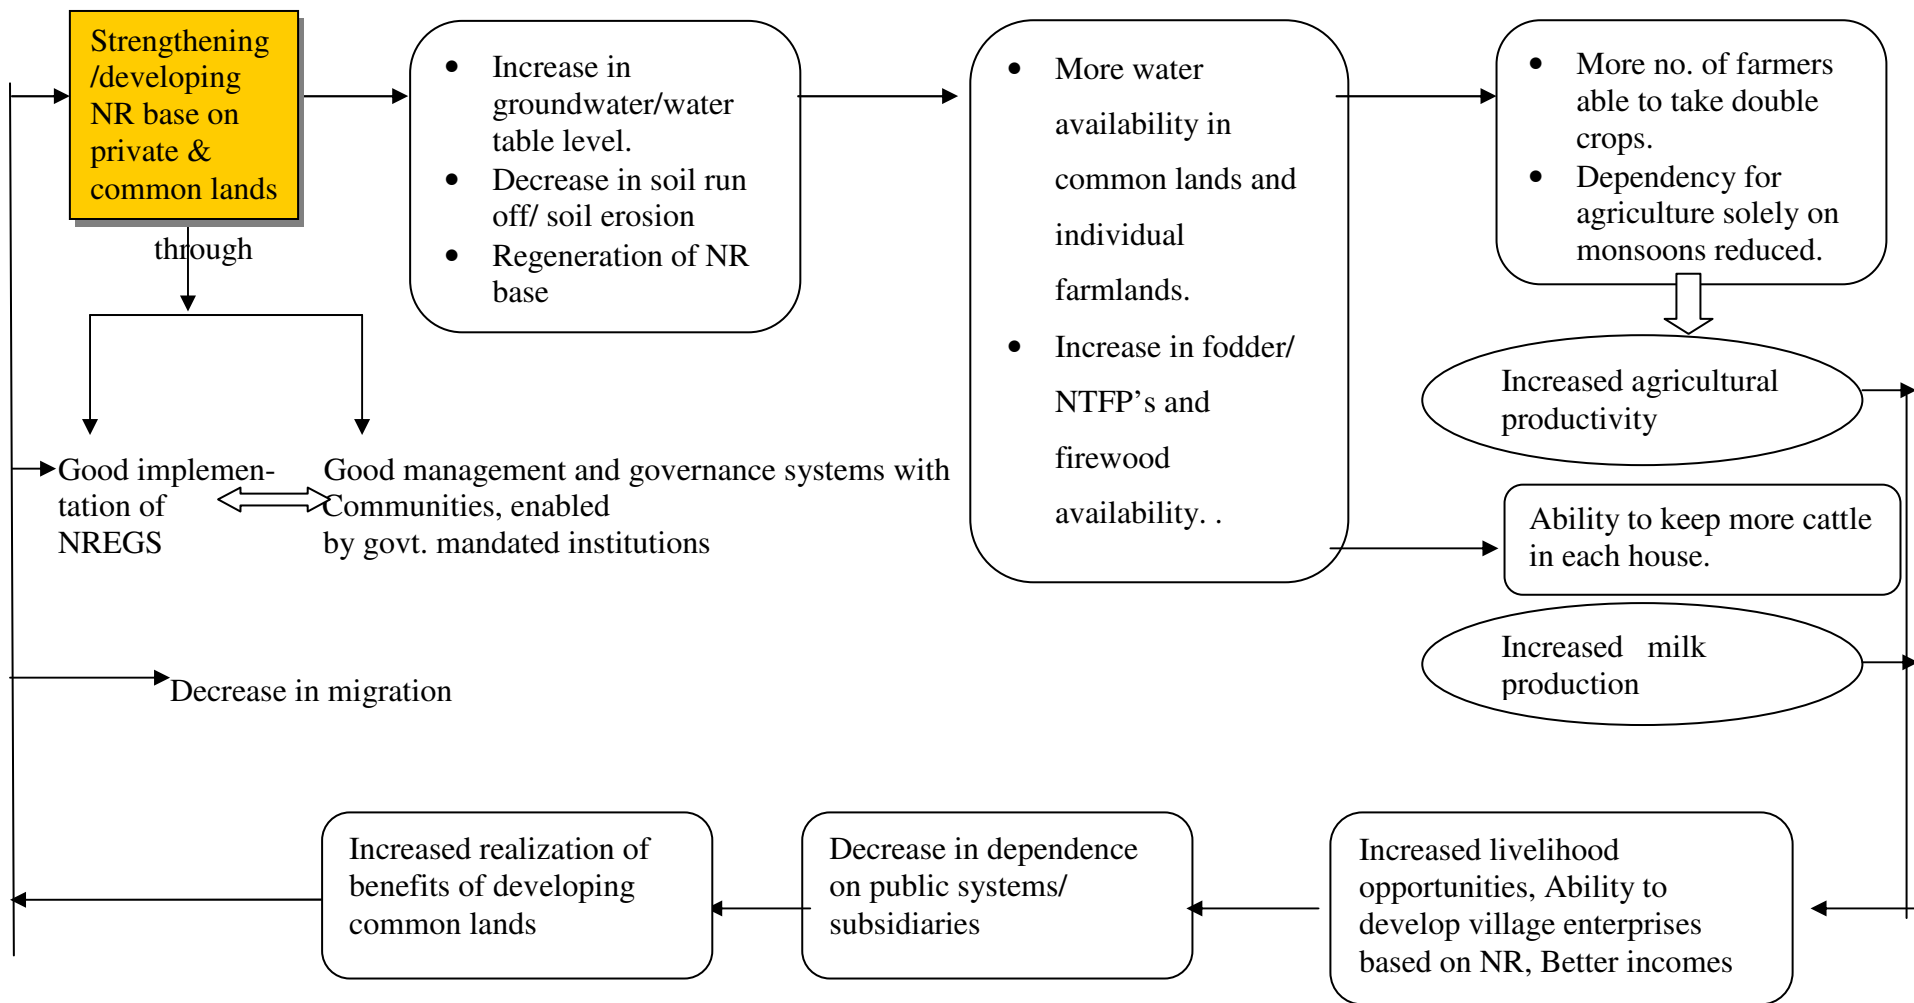 Strengthening
/developing
NR base on
private &
common lands
through
• Increase in
groundwater/water
table level.
• Decrease in soil run
off/ soil erosion
• Regeneration of NR
base
• More water
availability in
common lands and
individual
farmlands.
• Increase in fodder/
NTFP’s and
firewood
availability. .
• More no. of farmers
able to take double
crops.
• Dependency for
agriculture solely on
monsoons reduced.
Increased agricultural
productivity
Good implemen-
tation of
NREGS
Good management and governance systems with
Communities, enabled
by govt. mandated institutions
Ability to keep more cattle
in each house.
Increased milk
production
Decrease in migration
Increased realization of
benefits of developing
common lands
Decrease in dependence
on public systems/
subsidiaries
Increased livelihood
opportunities, Ability to
develop village enterprises
based on NR, Better incomes